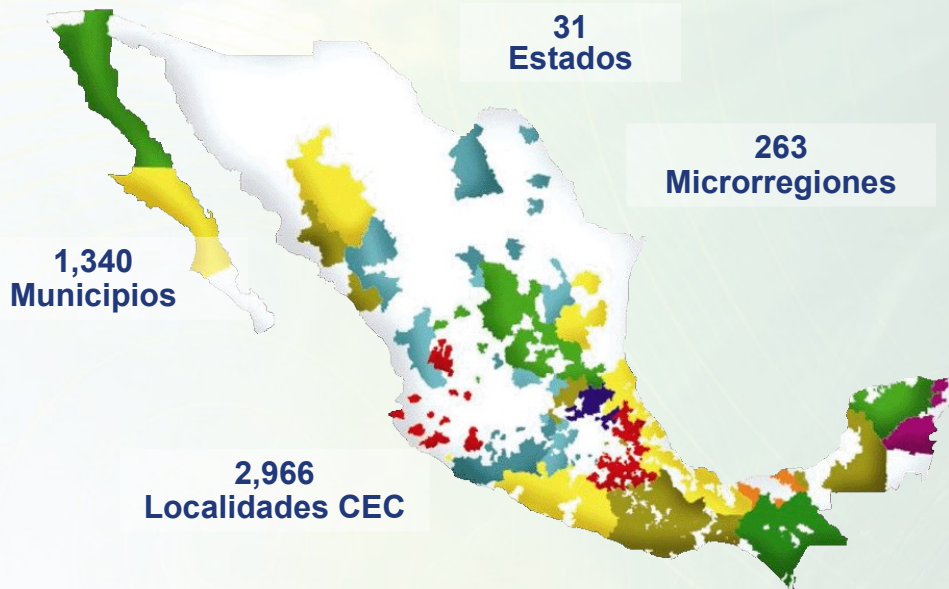 31
Estados
263
Microrregiones
1,340
Municipios
2,966
Localidades CEC